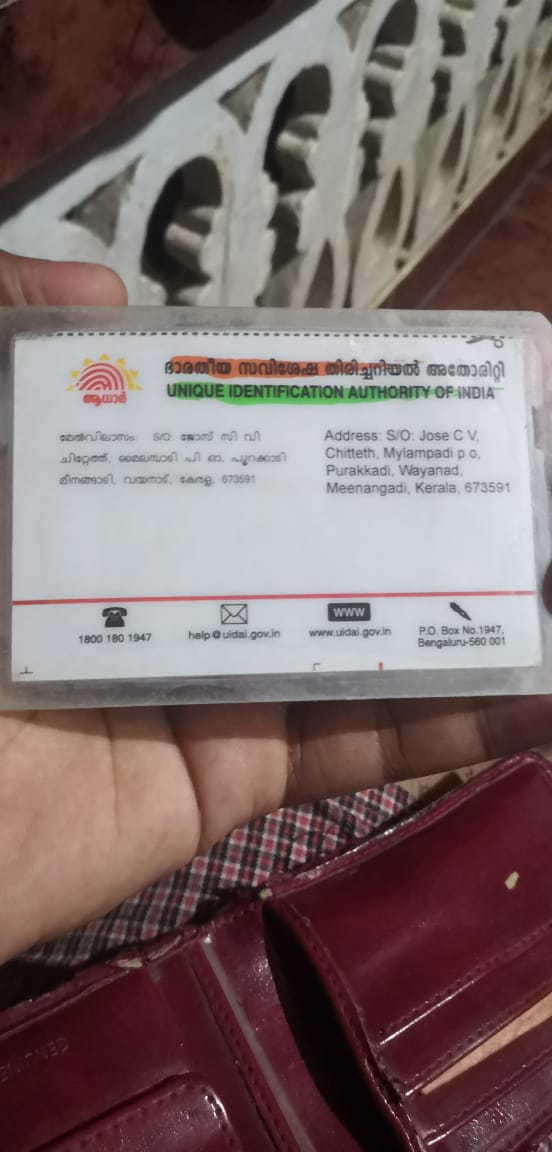 ആധാർ
ഭാരതീയ സവിശേഷ തിരിച്ചറിയൽ അതോരിറ്റി
UNIQUE IDENTIFICATION AUTHORITY OF INDIA
മേൽവിലാസം: S/O: ജോസ് സി വി
ചിറ്റേത്ത്, മൈലമ്പാടി പി ഓ, പുറക്കാടി
മീനങ്ങാടി, വയനാട്, കേരള, 673591
Address: S/O: Jose C V,
Chitteth, Mylampadi p o,
Purakkadi, Wayanad,
Meenangadi, Kerala, 673591
1800 180 1947
help@uidai.gov.in
WWW
www.uidai.gov.in
P.O. Box No.1947,
Bengaluru-560 001